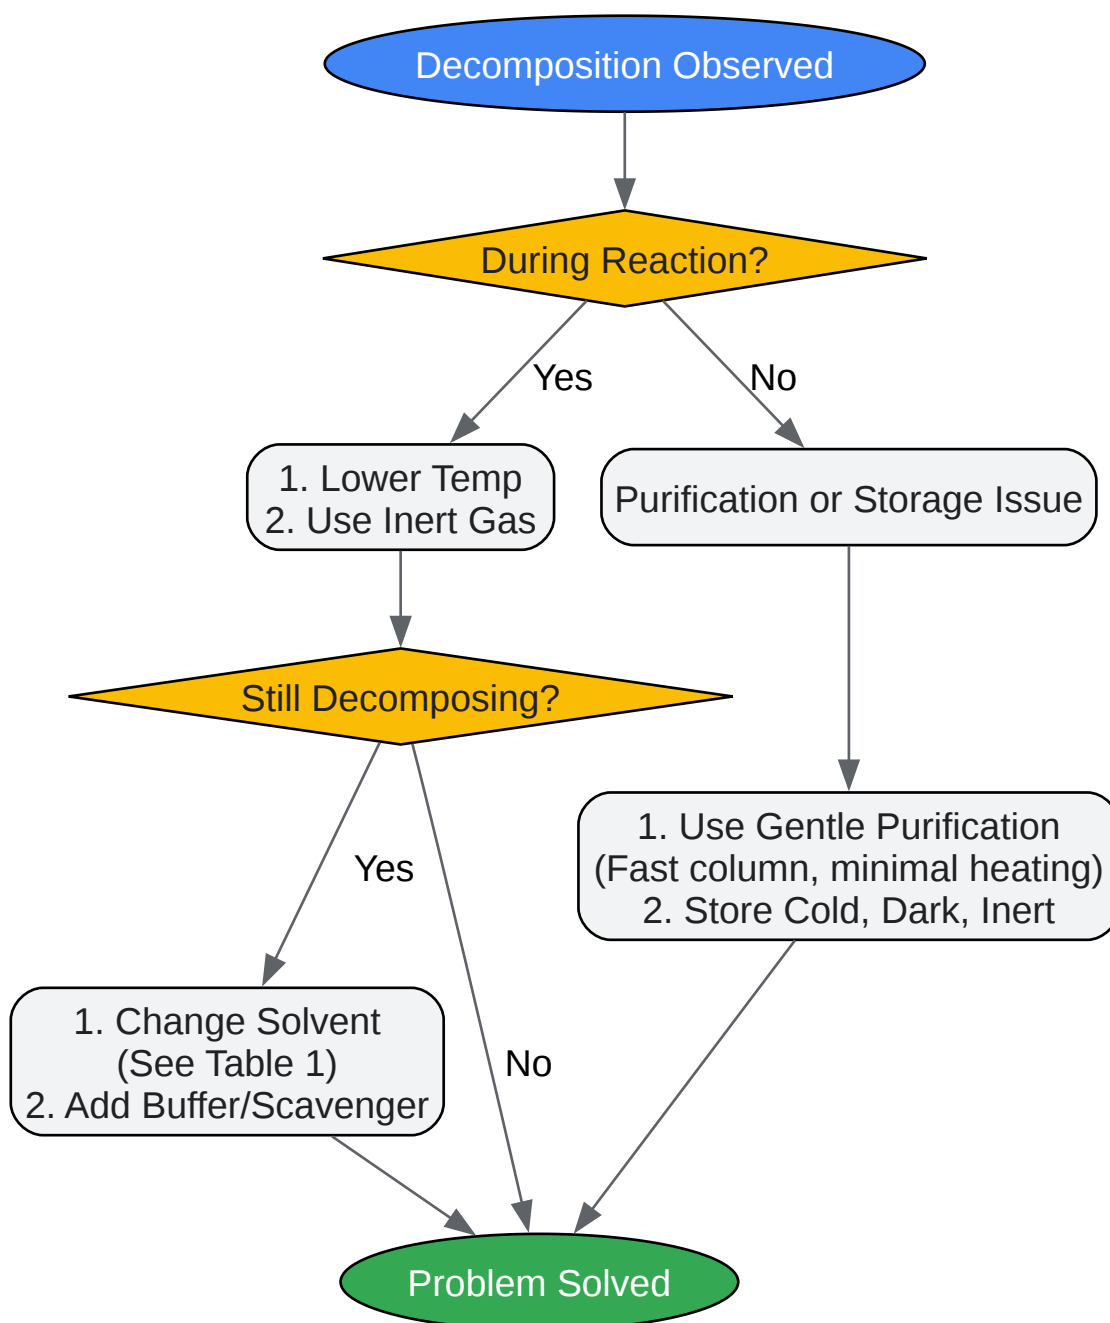 Decomposition Observed
During Reaction?
Yes
No
1. Lower Temp
2. Use Inert Gas
Purification or Storage Issue
Still Decomposing?
1. Use Gentle Purification
(Fast column, minimal heating)
2. Store Cold, Dark, Inert
Yes
No
1. Change Solvent
(See Table 1)
2. Add Buffer/Scavenger
Problem Solved